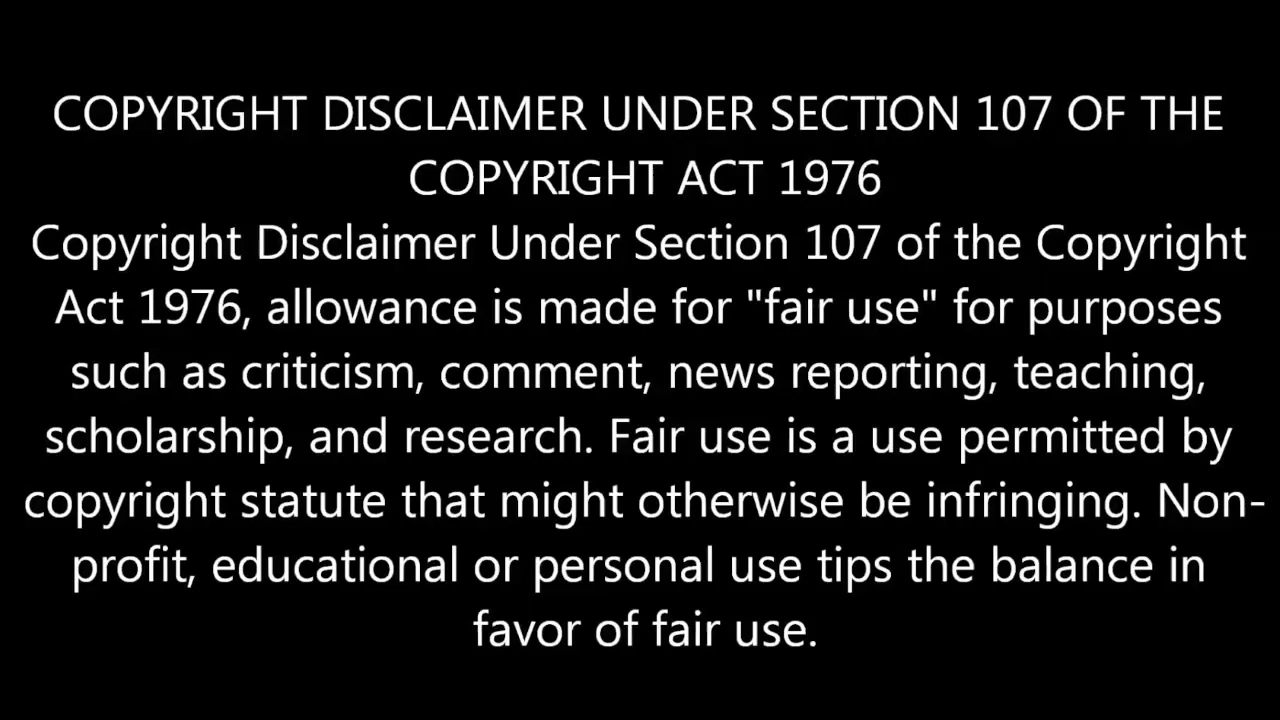 COPYRIGHT DISCLAIMER UNDER SECTION 107 OF THE
COPYRIGHT ACT 1976
Copyright Disclaimer Under Section 107 of the Copyright
Act 1976, allowance is made for "fair use" for purposes
such as criticism, comment, news reporting, teaching,
scholarship, and research. Fair use is a use permitted by
copyright statute that might otherwise be infringing. Non-
profit, educational or personal use tips the balance in
favor of fair use.